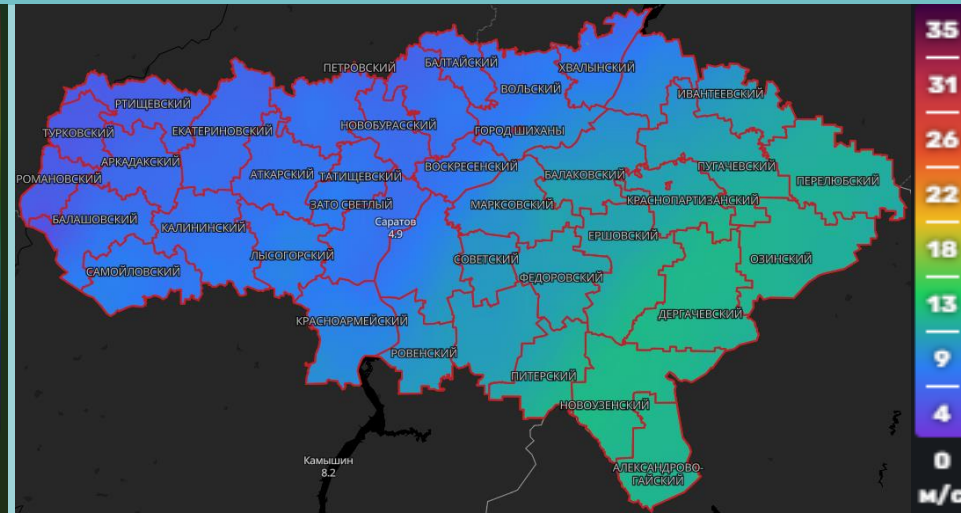 ПЕТРОВСКИЙ
БАЛТАЙСКИЙ
ХВАЛЫНСКИЙ
ВОЛЬСКИЙ
ИВАНТЕЕВСКИЙ
РТИЩЕВСКИЙ
ТУРКОВСКИЙ
ЕКАТЕРИНОВСКИЙ
НОВОБУРАССКИЙ
ГОРОД ШИХАНЫ
АРКАДАКСКИЙ
ВОСКРЕСЕНСКИЙ
ПУГАЧЕВСКИЙ
РОМАНОВСКИЙ
АТКАРСКИЙ
ТАТИЩЕВСКИЙ
БАЛАКОВСКИЙ
ПЕРЕЛЮБСКИЙ
ЗАТО СВЕТЛЫЙ
МАРКСОВСКИЙ
КРАСНОПАРТИЗАНСКИЙ
БАЛАШОВСКИЙ
КАЛИНИНСКИЙ
Саратов
4.9
ЕРШОВСКИЙ
ЛЫСОГОРСКИЙ
СОВЕТСКИЙ
ОЗИНСКИЙ
САМОЙЛОВСКИЙ
ФЕДОРОВСКИЙ
КРАСНОАРМЕЙСКИЙ
ДЕРГАЧЕВСКИЙ
РОВЕНСКИЙ
ПИТЕРСКИЙ
НОВОУЗЕНСКИЙ
АЛЕКСАНДРОВО-
ГАЙСКИЙ
Камышин
8.2
35
31
26
22
18
13
9
4
0
м/с